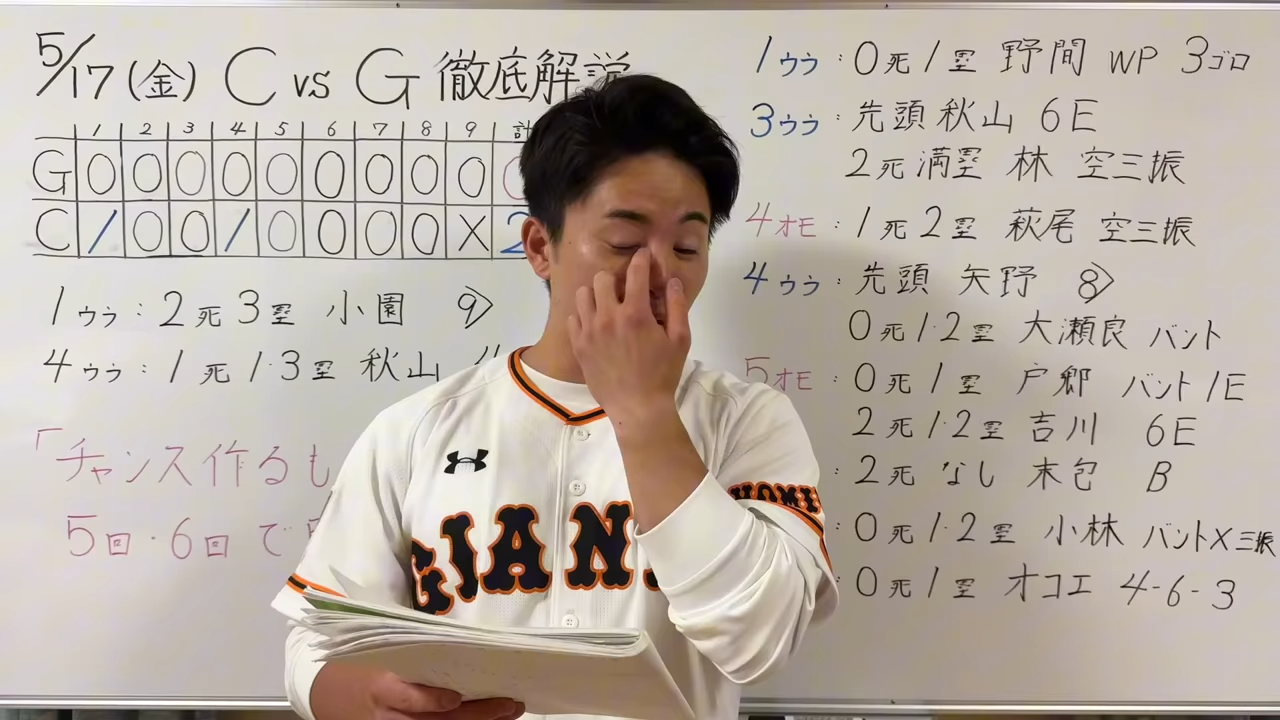 5/17(金) C vs G 徹底解説
1 2 3 4 5 6 7 8 9 計
G 0 0 0 0 0 0 0 0 0
C 1 0 0 1 0 0 0 0 X 2
1ウラ:2死3塁 小園 9>
4ウラ:1死1・3塁 秋山
「チャンス作るも
5回・6回で
1ウラ:0死1塁 野間 WP 3ゴロ
3ウラ:先頭 秋山 6E
2死満塁 林 空三振
4オモ:1死2塁 萩尾 空三振
4ウラ:先頭 矢野 8>
0死1・2塁 大瀬良 バント
5オモ:0死1塁 戸郷 バント1E
2死1・2塁 吉川 6E
:2死なし 末包 B
:0死1・2塁 小林 バント×三振
:0死1塁 オコエ 4-6-3
GIAN
YOMI